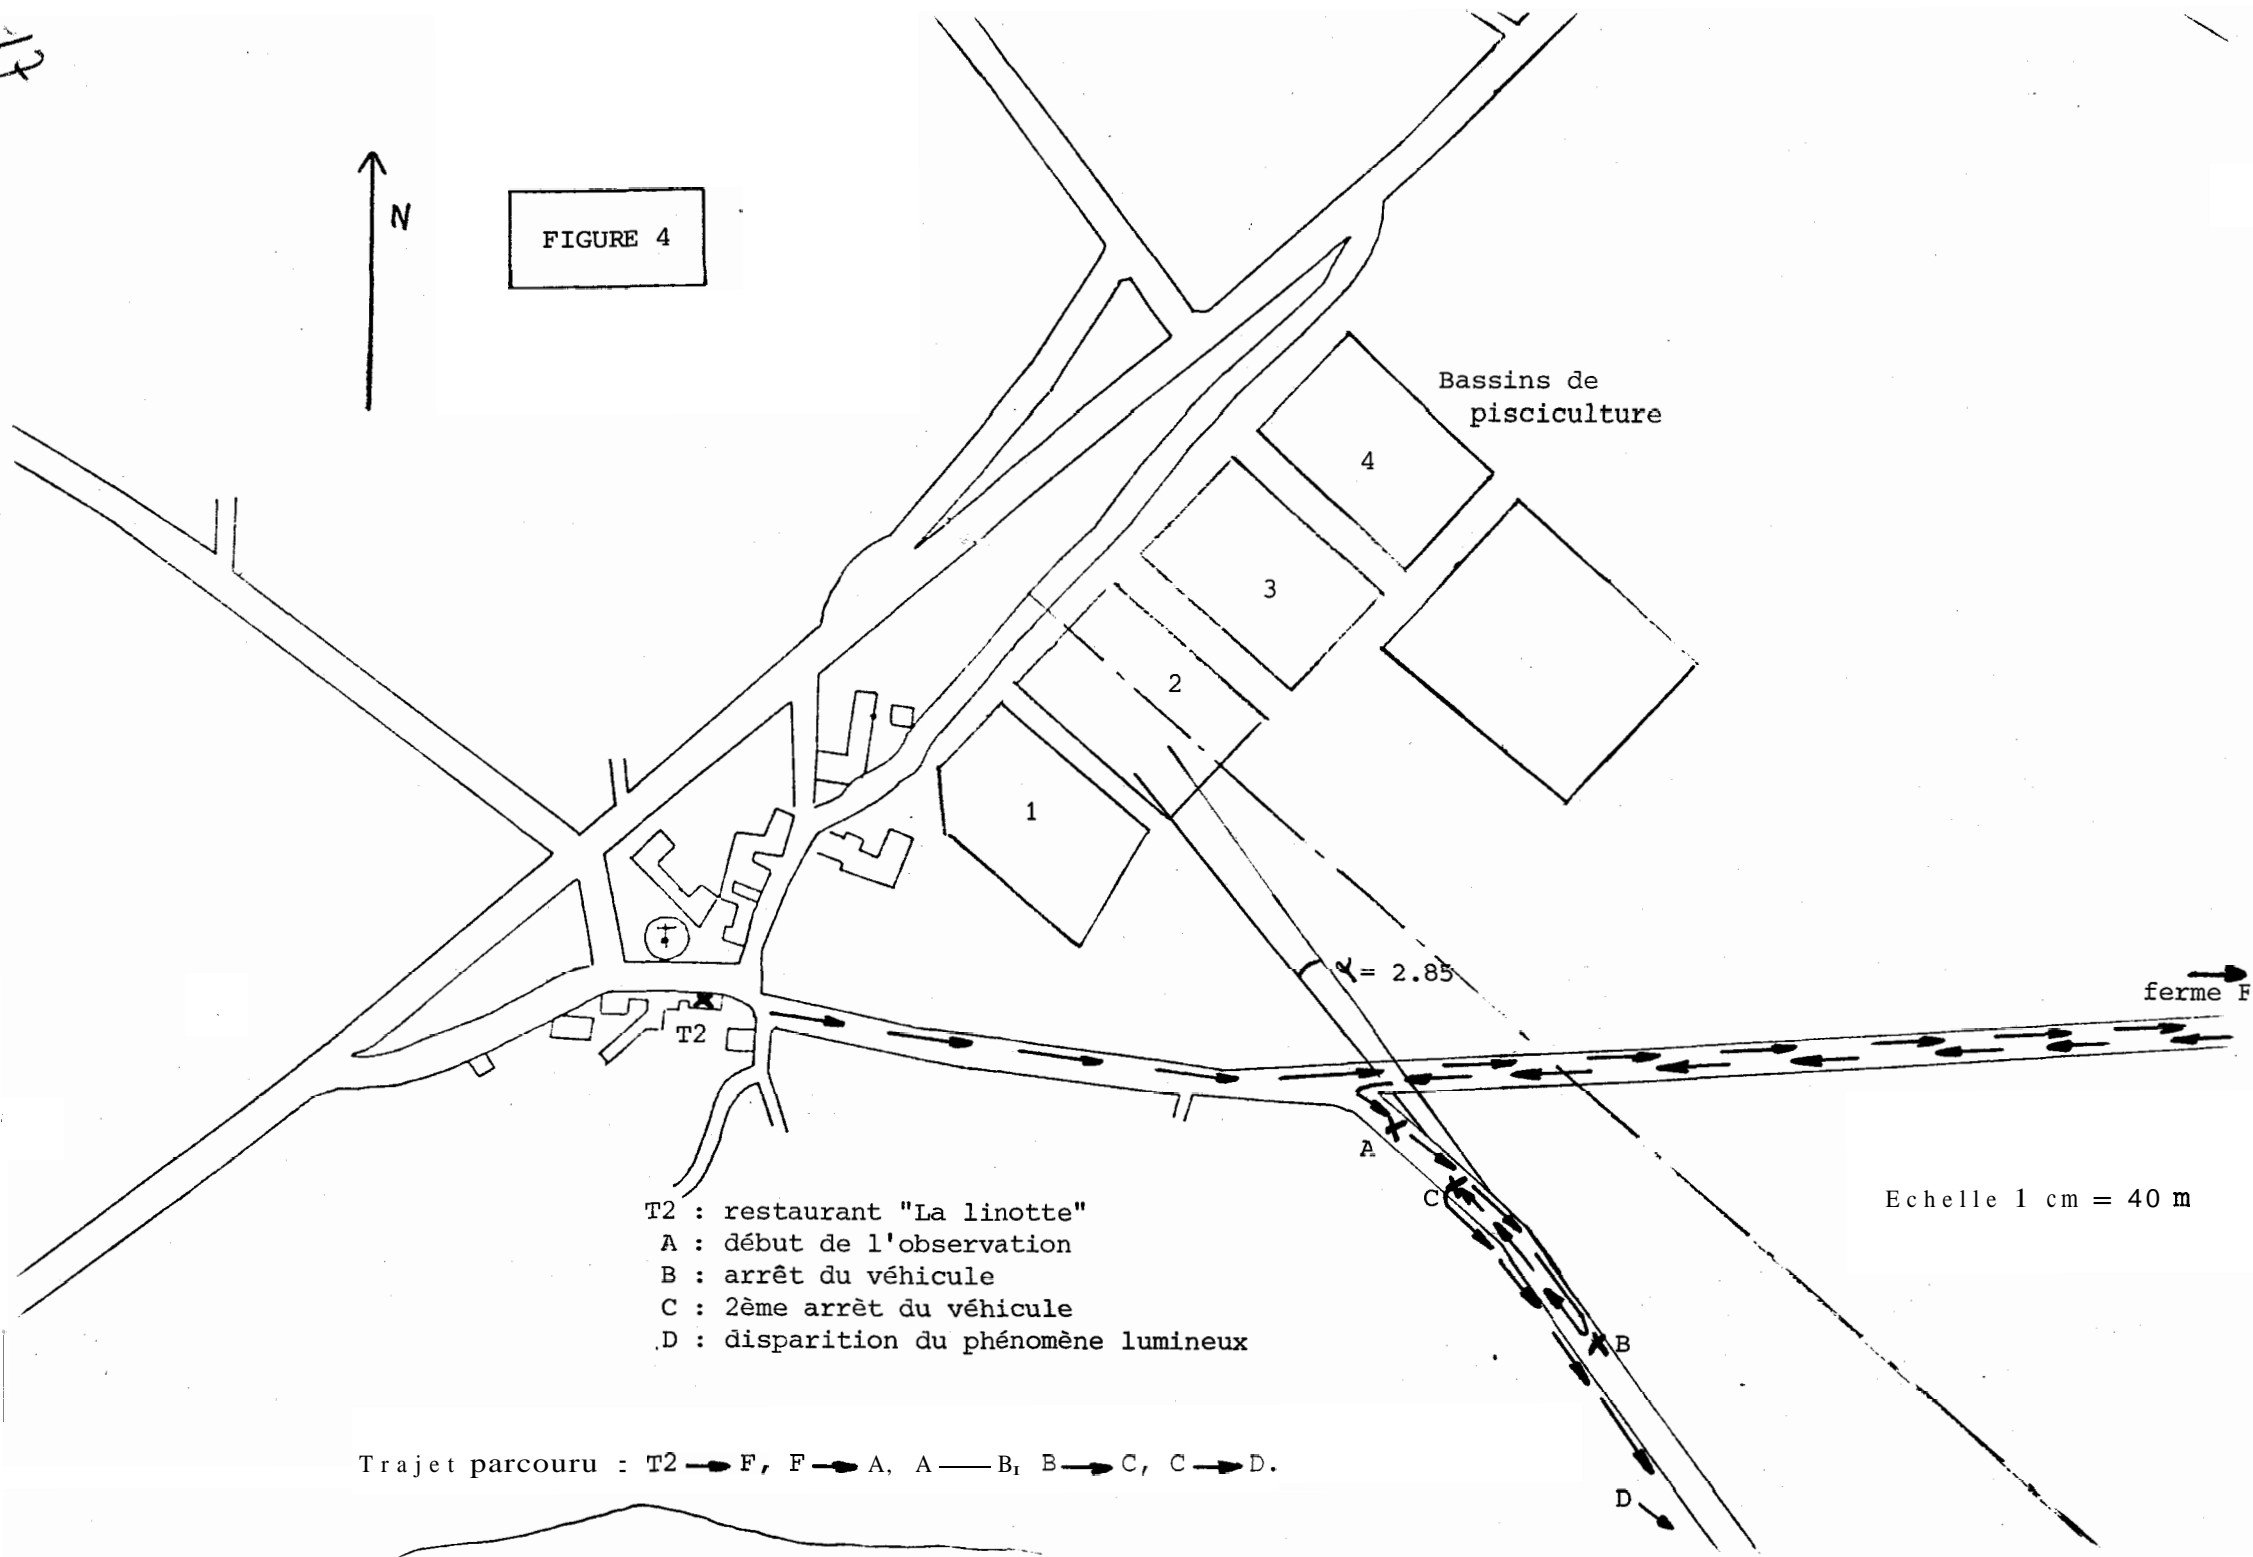 N
FIGURE 4
Bassins de
pisciculture
4
3
2
1
= 2.85
ferme F
T2
A
C
Echelle 1 cm = 40 m
B
T2 : restaurant "La linotte"
A : début de l'observation
B : arrêt du véhicule
C : 2ème arrèt du véhicule
D : disparition du phénomène lumineux
Trajet parcouru : T2 → F, F → A, A — B, B → C, C → D.
D